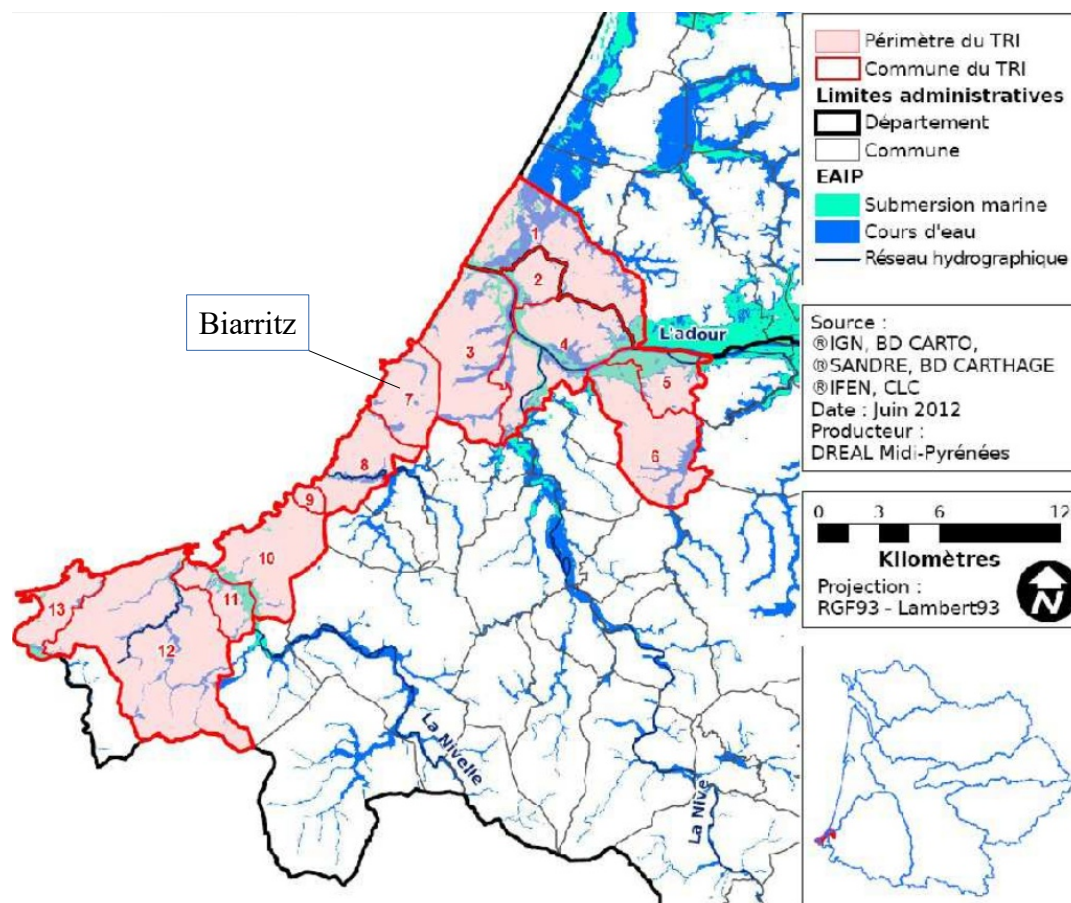 Périmètre du TRI
Commune du TRI
Limites administratives
Département
Commune
EAIP
Submersion marine
Cours d'eau
Réseau hydrographique
Source :
®IGN, BD CARTO,
®SANDRE, BD CARTHAGE
®IFEN, CLC
Date : Juin 2012
Producteur :
DREAL Midi-Pyrénées
0 3 6 12
Kilomètres
Projection :
RGF93 - Lambert93
N
Biarritz
1
2
L'adour
3
4
5
7
6
8
9
10
11
13
12
La Nivelle
La Nive